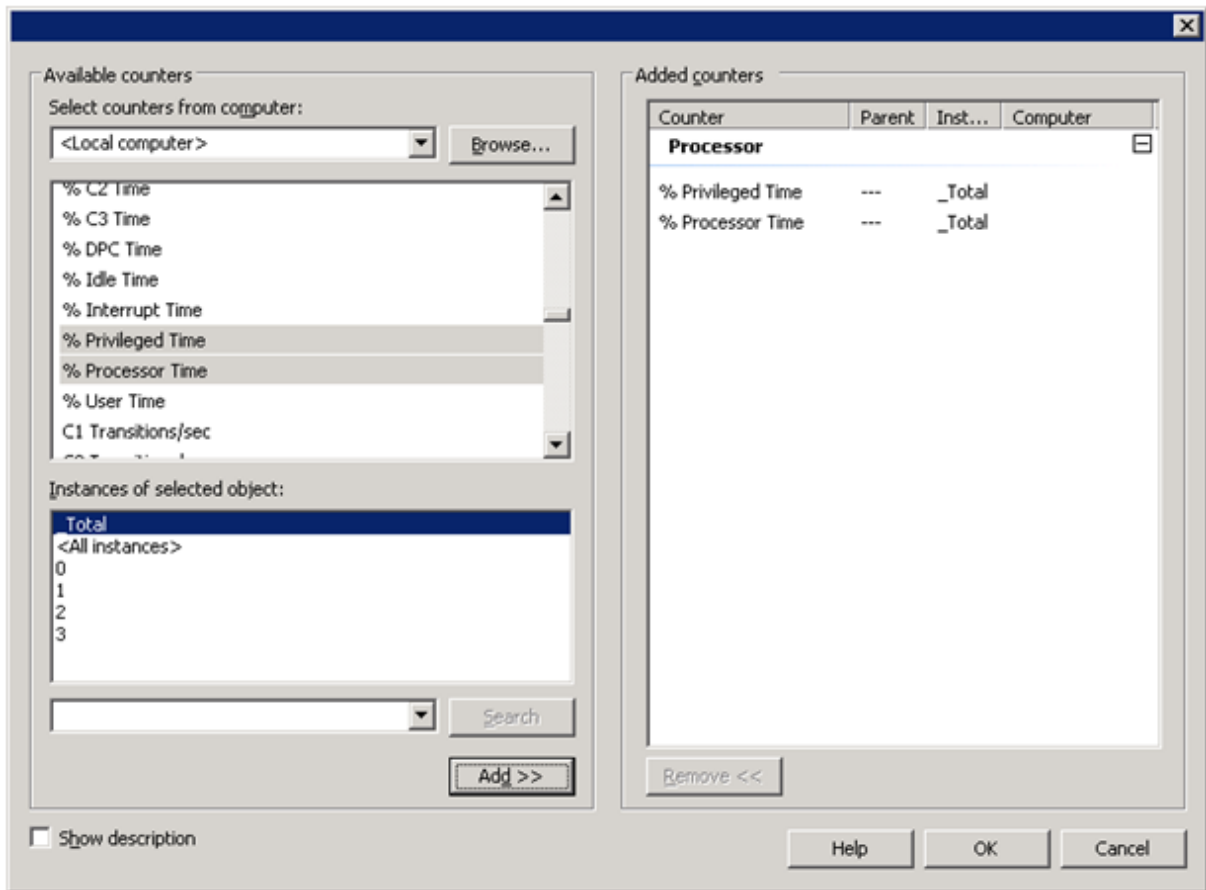 Available counters
Select counters from computer:
<Local computer>
Browse...
% C2 Time
% C3 Time
% DPC Time
% Idle Time
% Interrupt Time
% Privileged Time
% Processor Time
% User Time
C1 Transitions/sec
Instances of selected object:
_Total
<All instances>
0
1
2
3
Search
Add >>
Show description
Added counters
Counter Parent Inst... Computer
Processor
% Privileged Time --- _Total
% Processor Time --- _Total
Remove <<
Help OK Cancel